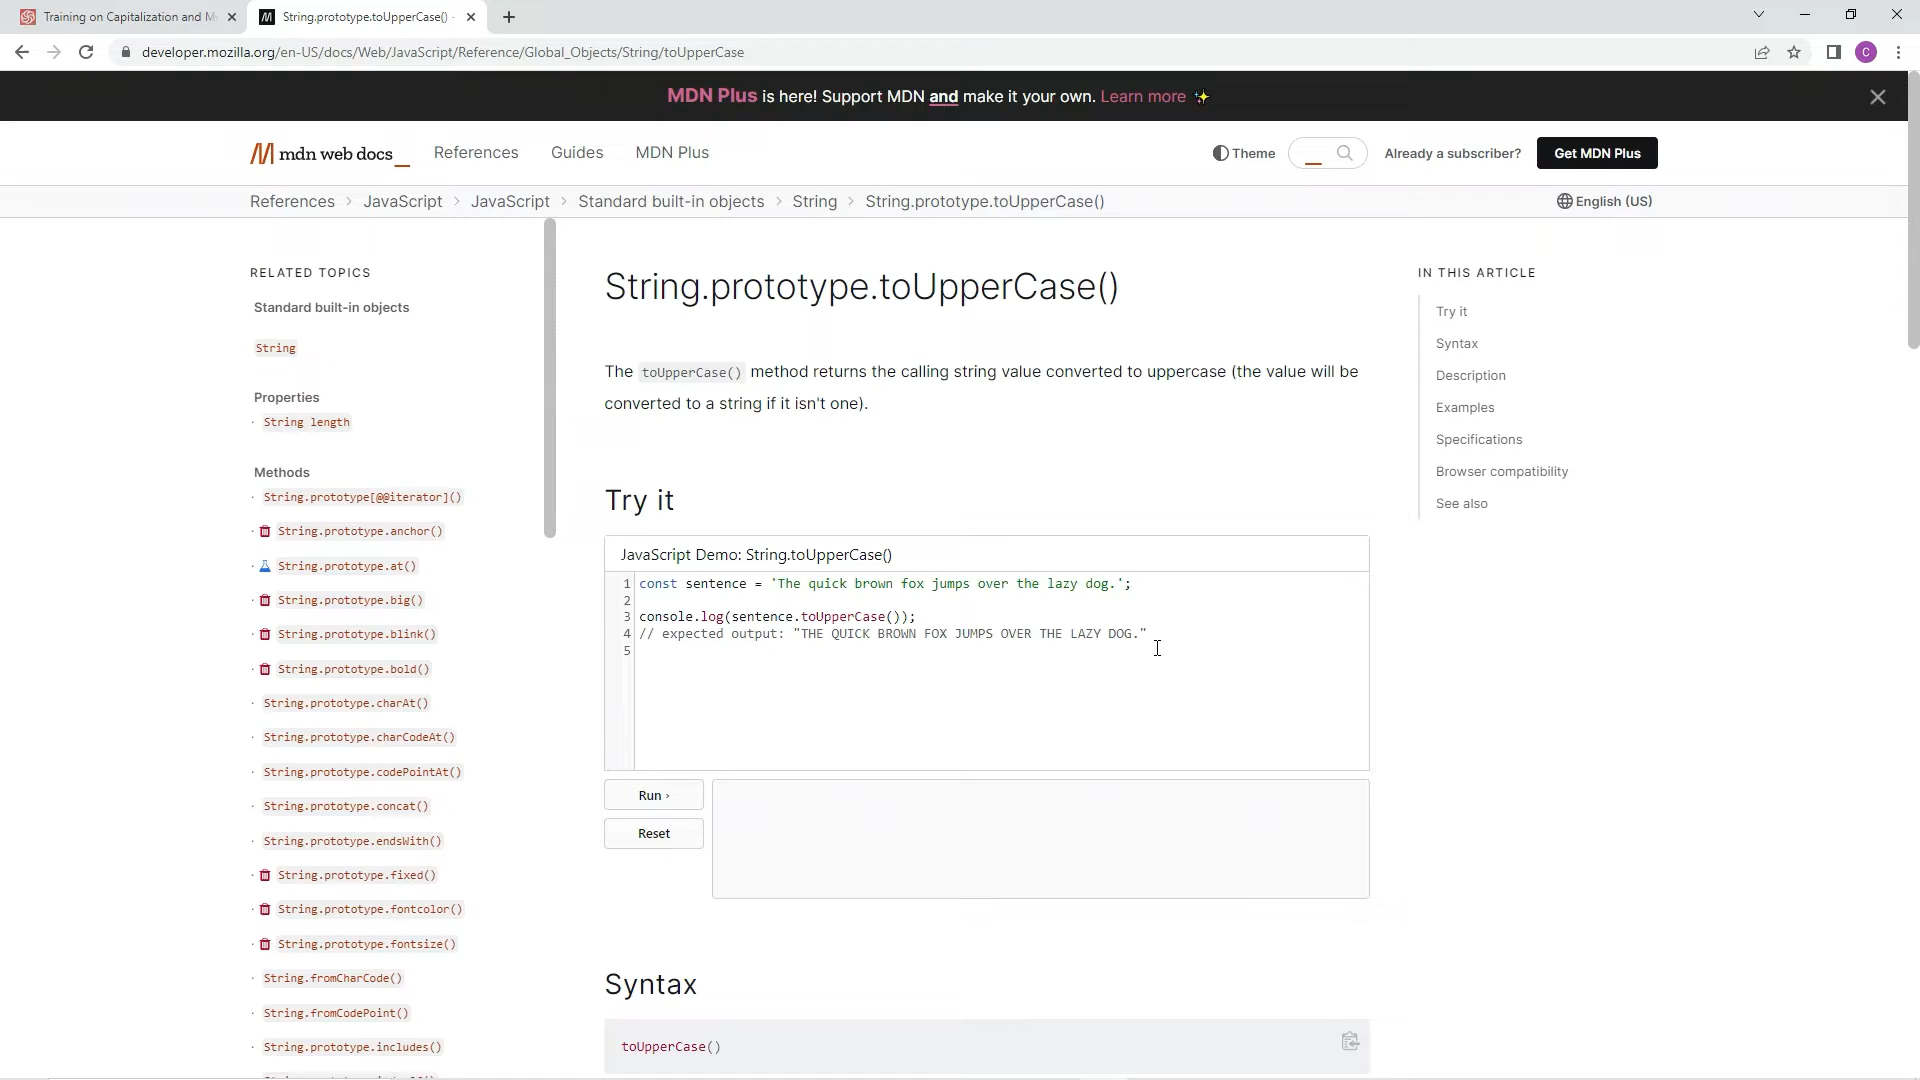 Training on Capitalization and M
String.prototype.toUpperCase() -
developer.mozilla.org/en-US/docs/Web/JavaScript/Reference/Global_Objects/String/toUpperCase
C
MDN Plus is here! Support MDN and make it your own. Learn more ✨
mdn web docs_
References
Guides
MDN Plus
Theme
Already a subscriber?
Get MDN Plus
References > JavaScript > JavaScript > Standard built-in objects > String > String.prototype.toUpperCase()
English (US)
RELATED TOPICS
Standard built-in objects
String
Properties
String length
Methods
String.prototype[@@iterator]()
String.prototype.anchor()
String.prototype.at()
String.prototype.big()
String.prototype.blink()
String.prototype.bold()
String.prototype.charAt()
String.prototype.charCodeAt()
String.prototype.codePointAt()
String.prototype.concat()
String.prototype.endsWith()
String.prototype.fixed()
String.prototype.fontcolor()
String.prototype.fontsize()
String.fromCharCode()
String.fromCodePoint()
String.prototype.includes()
String.prototype.toUpperCase()
The toUpperCase() method returns the calling string value converted to uppercase (the value will be
converted to a string if it isn't one).
Try it
JavaScript Demo: String.toUpperCase()
1 const sentence = 'The quick brown fox jumps over the lazy dog.';
2
3 console.log(sentence.toUpperCase());
4 // expected output: "THE QUICK BROWN FOX JUMPS OVER THE LAZY DOG."
5
Run ›
Reset
Syntax
toUpperCase()
IN THIS ARTICLE
Try it
Syntax
Description
Examples
Specifications
Browser compatibility
See also